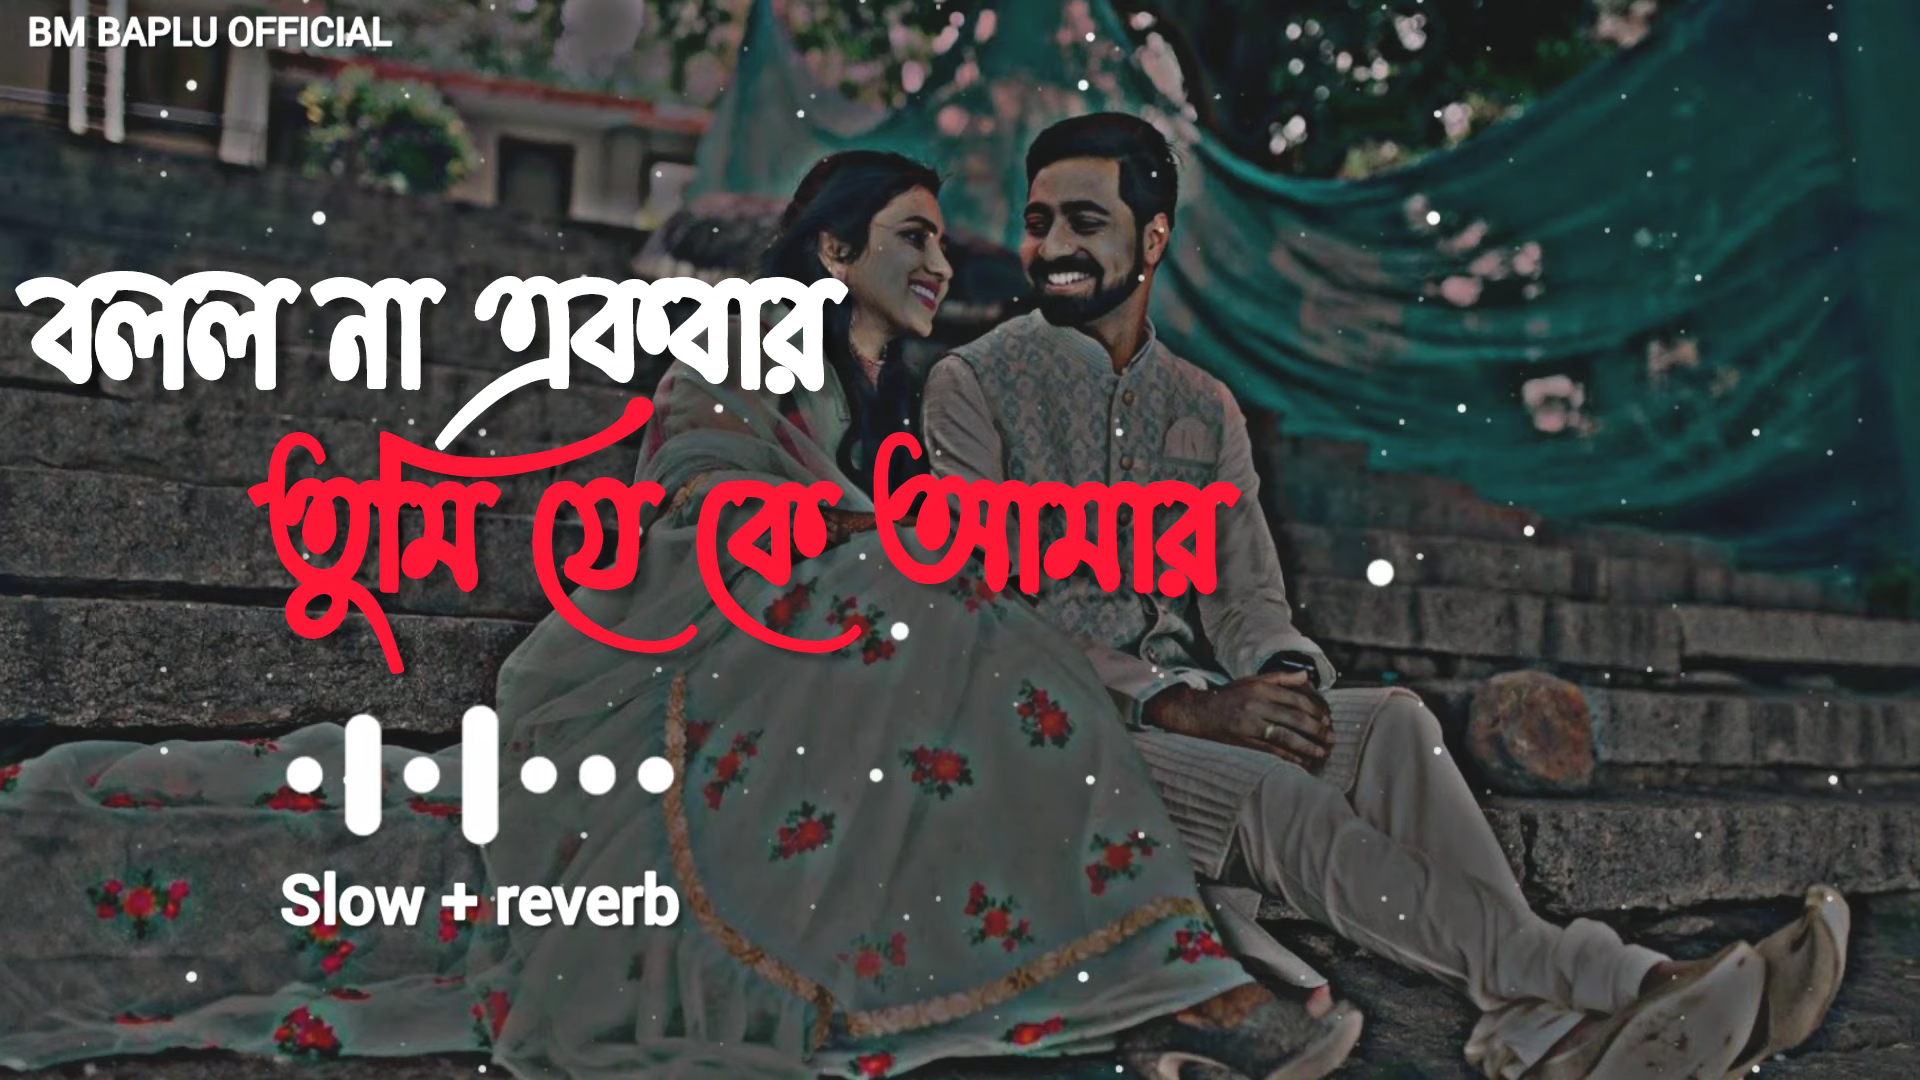 BM BAPLU OFFICIAL
বলল না একবার
তুমি যে কে আমার
Slow + reverb